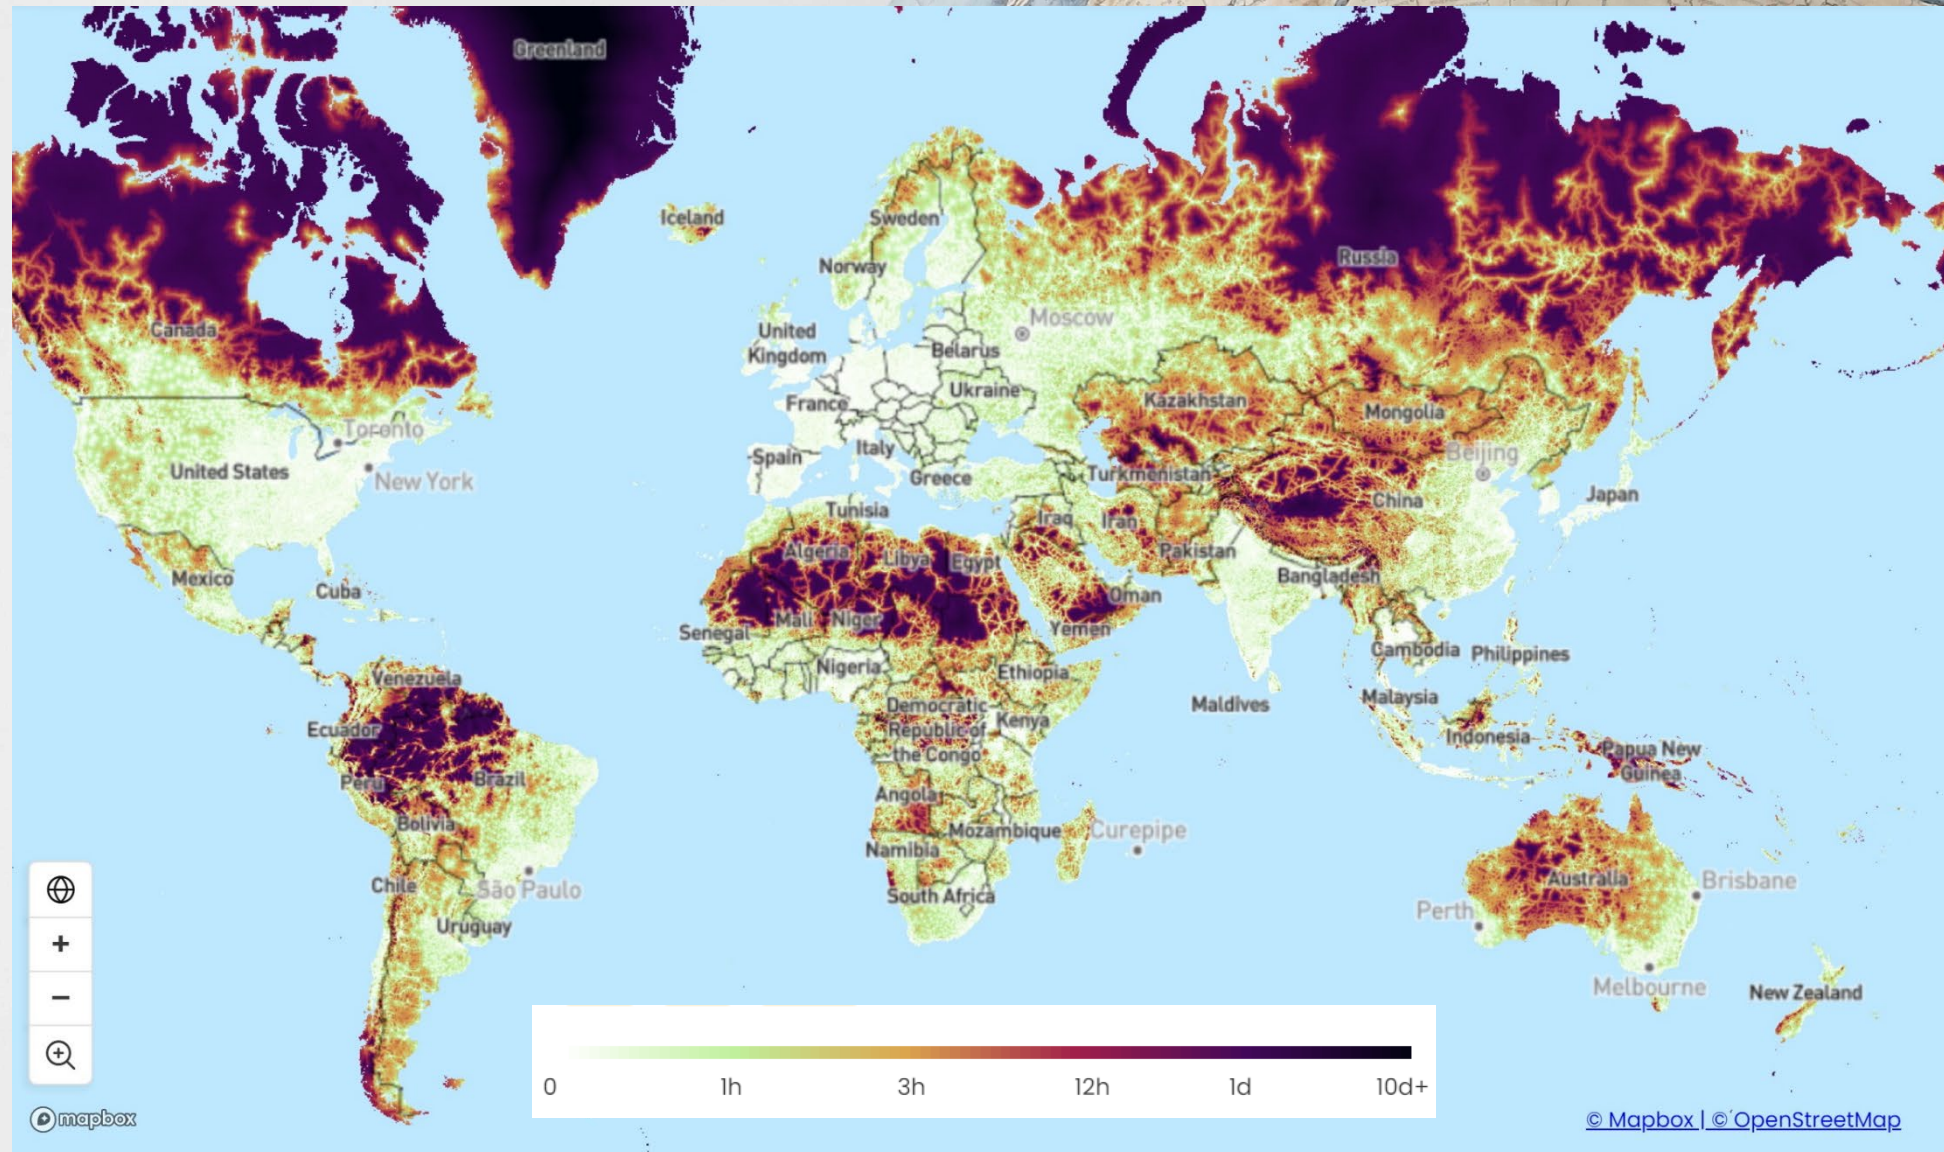 Greenland
Iceland
Sweden
Norway
Russia
Moscow
United
Kingdom
Belarus
Canada
Ukraine
France
Kazakhstan
Mongolia
Toronto
Italy
Spain
Beijing
United States
New York
Greece
Turkmenistan
China
Japan
Tunisia
Iraq
Iran
Algeria
Libya
Egypt
Pakistan
Mexico
Cuba
Bangladesh
Oman
Mali
Niger
Senegal
Yemen
Cambodia
Philippines
Nigeria
Ethiopia
Venezuela
Maldives
Malaysia
Democratic
Republic of
the Congo
Kenya
Ecuador
Indonesia
Papua New
Guinea
Peru
Brazil
Angola
Bolivia
Mozambique
Curepipe
Namibia
Chile
São Paulo
South Africa
Australia
Brisbane
Perth
Uruguay
Melbourne
New Zealand
0 1h 3h 12h 1d 10d+
mapbox
© Mapbox | © OpenStreetMap